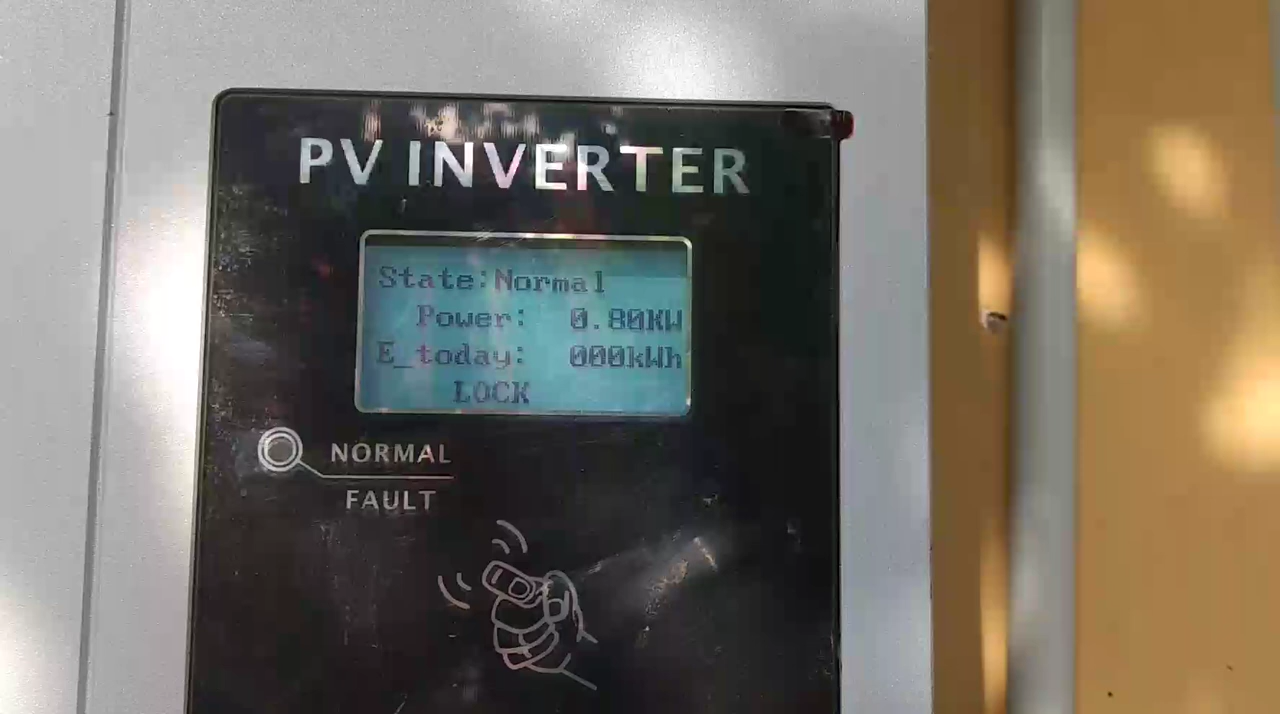 PV INVERTER
State:Normal
Power: 0.80KW
E_today: 000kWh
LOCK
NORMAL
FAULT